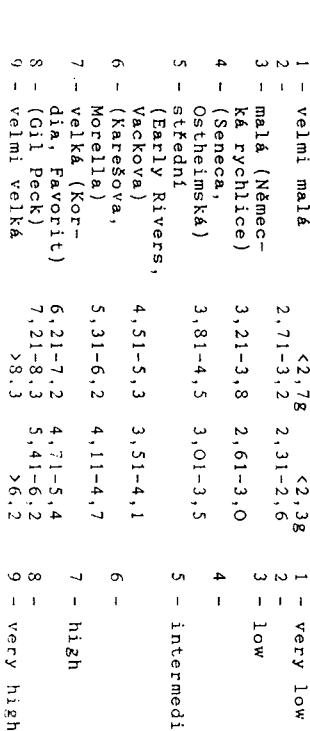 1 - velmi malá <2,7g <2,3g 1 - very low
2 - 2,71-3,2 2,31-2,6 2 -
3 - malá (Němec- 3 - low
ká rychlice) 3,21-3,8 2,61-3,0
4 - (Seneca, 4 -
Ostheimská) 3,81-4,5 3,01-3,5
5 - střední 5 - intermedi
(Early Rivers,
Vackova) 4,51-5,3 3,51-4,1
6 - (Karešova, 6 -
Morella) 5,31-6,2 4,11-4,7
7 - velká (Kor- 7 - high
dia, Favorit) 6,21-7,2 4,71-5,4
8 - (Gil Peck) 7,21-8,3 5,41-6,2 8 -
9 - velmi velká >8,3 >6,2 9 - very high